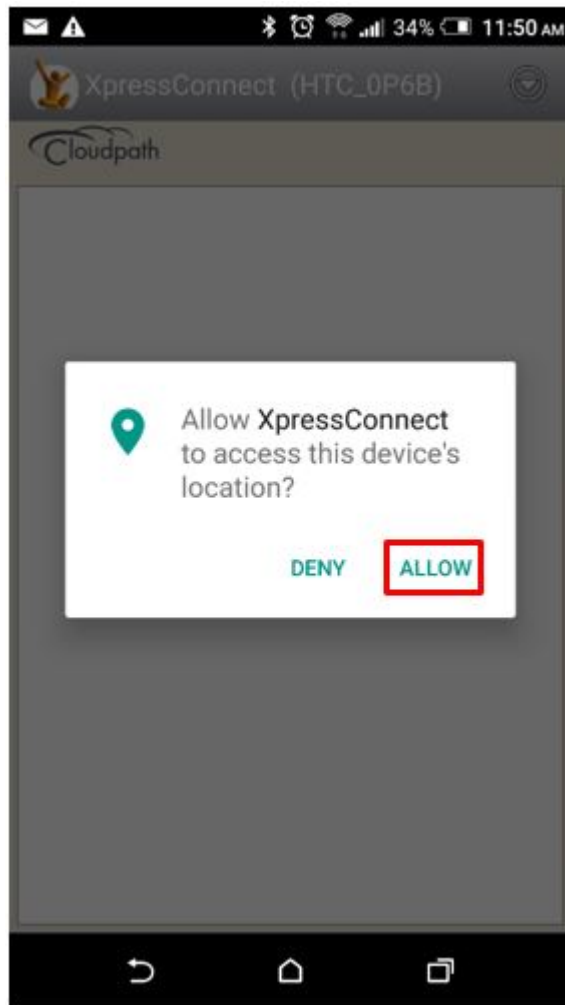 34% 11:50 AM
XpressConnect (HTC_0P6B)
Cloudpath
Allow XpressConnect
to access this device's
location?
DENY ALLOW